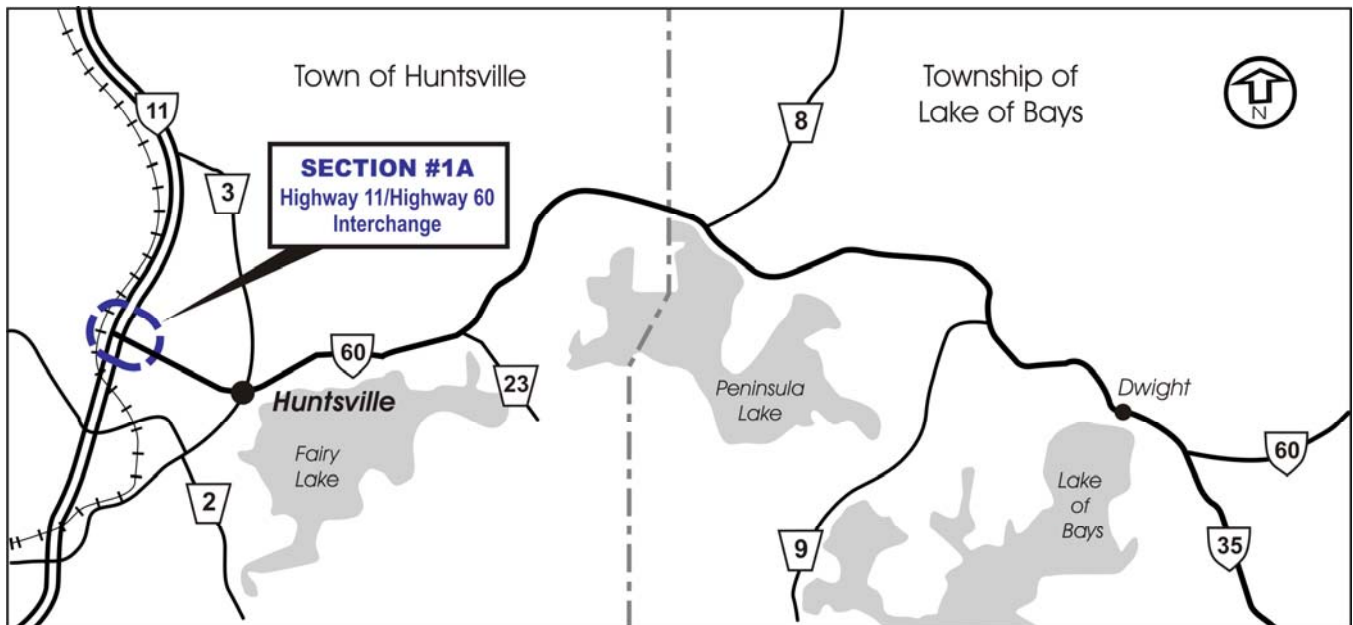 Town of Huntsville
Township of
Lake of Bays
N
11
8
3
SECTION #1A
Highway 11/Highway 60
Interchange
60
23
Huntsville
Fairy
Lake
Peninsula
Lake
Dwight
60
2
9
Lake
of
Bays
35